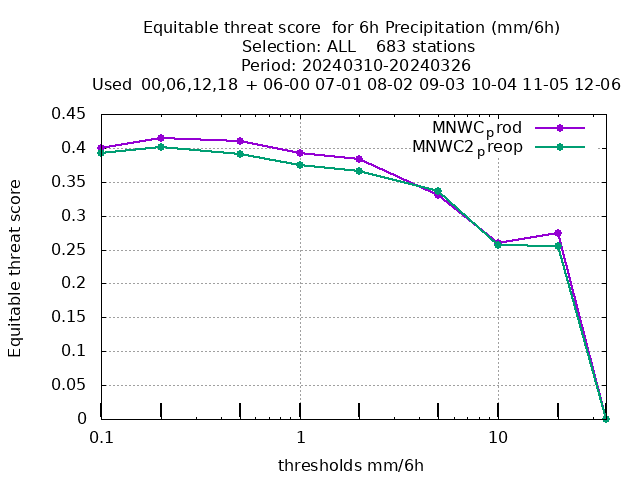 Equitable threat score  for 6h Precipitation (mm/6h)
Selection: ALL    683 stations
Period: 20240310-20240326
Used  00,06,12,18  + 06-00 07-01 08-02 09-03 10-04 11-05 12-06
MNWCprod
MNWC2preop
0.45
0.4
0.35
0.3
0.25
0.2
0.15
0.1
0.05
0
Equitable threat score
0.1 1 10
thresholds mm/6h